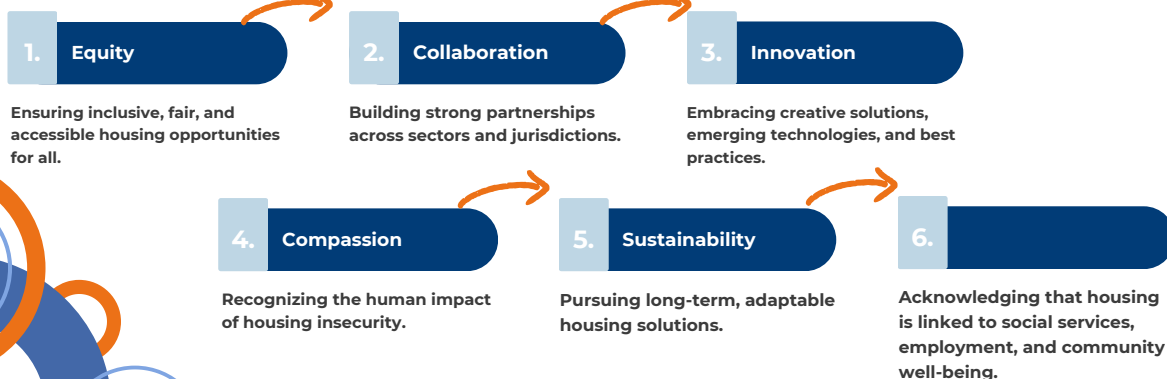 1. Equity
2. Collaboration
3. Innovation
Ensuring inclusive, fair, and
accessible housing opportunities
for all.
Building strong partnerships
across sectors and jurisdictions.
Embracing creative solutions,
emerging technologies, and best
practices.
4. Compassion
5. Sustainability
6.
Recognizing the human impact
of housing insecurity.
Pursuing long-term, adaptable
housing solutions.
Acknowledging that housing
is linked to social services,
employment, and community
well-being.